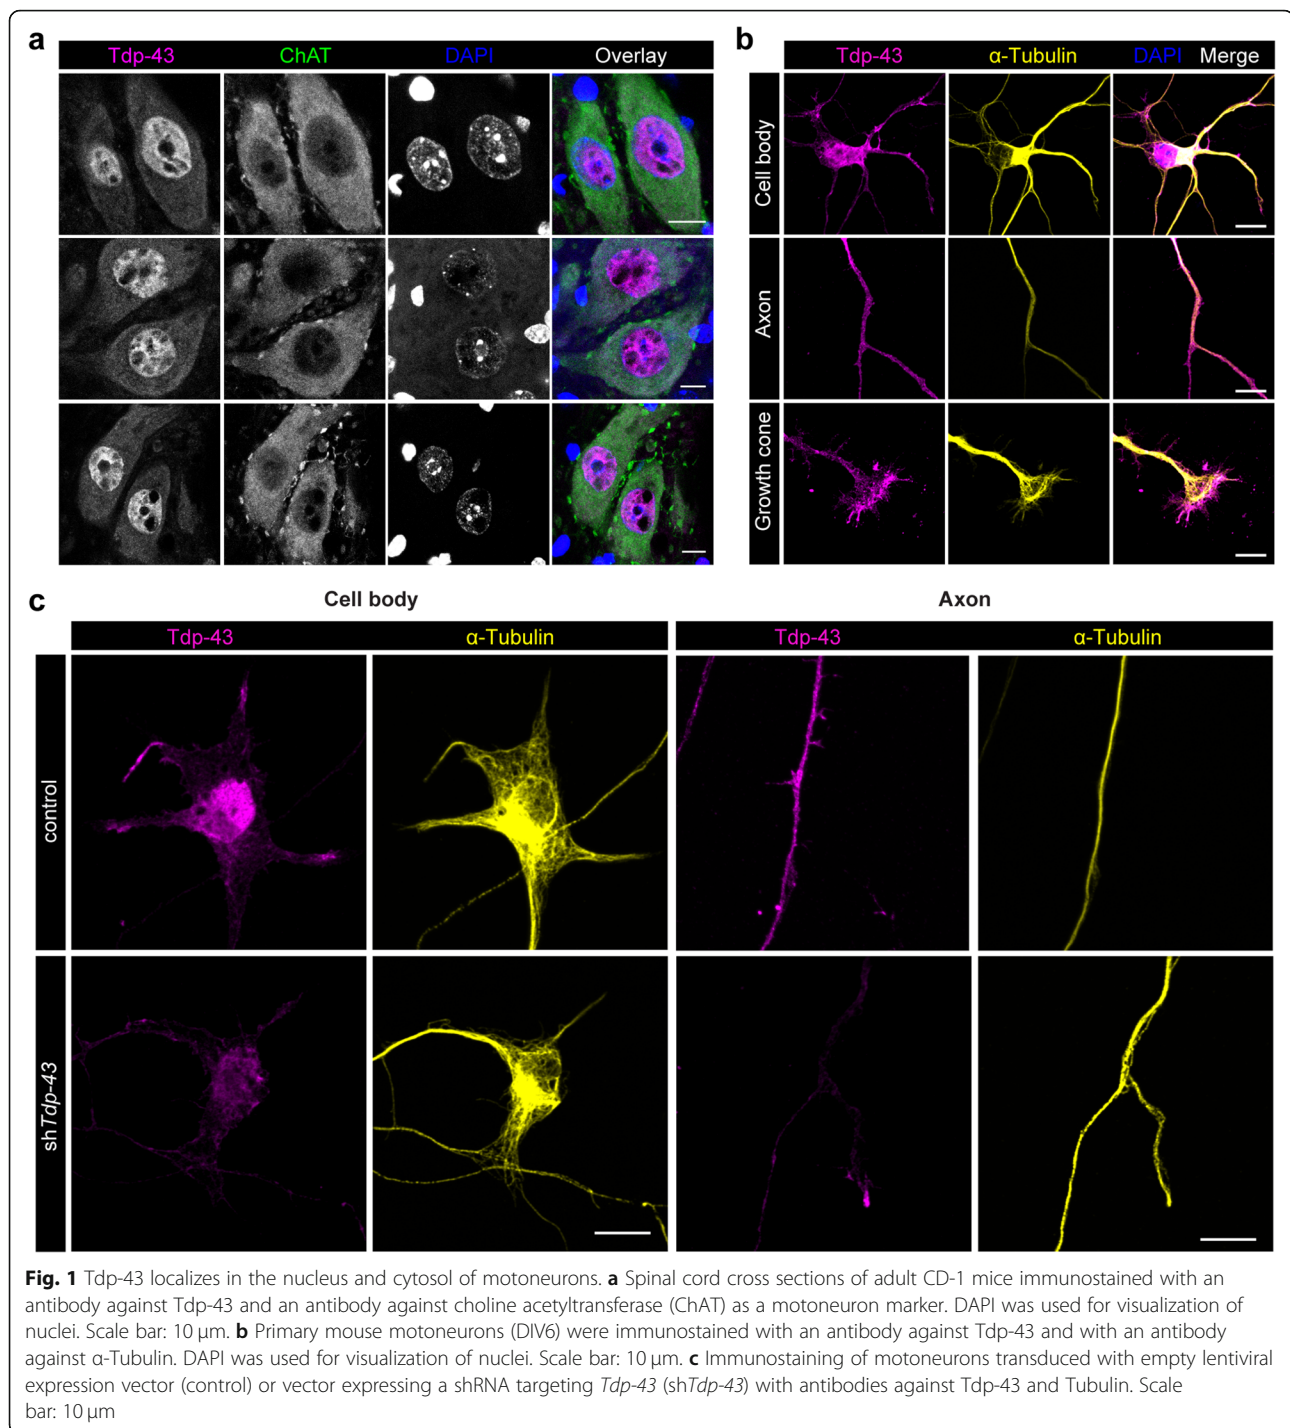 a
Tdp-43 ChAT DAPI Overlay
b
Tdp-43 α-Tubulin DAPI Merge
Cell body
Axon
Growth cone
c
Cell body Axon
Tdp-43 α-Tubulin Tdp-43 α-Tubulin
control
shTdp-43
Fig. 1 Tdp-43 localizes in the nucleus and cytosol of motoneurons. a Spinal cord cross sections of adult CD-1 mice immunostained with an
antibody against Tdp-43 and an antibody against choline acetyltransferase (ChAT) as a motoneuron marker. DAPI was used for visualization of
nuclei. Scale bar: 10 μm. b Primary mouse motoneurons (DIV6) were immunostained with an antibody against Tdp-43 and with an antibody
against α-Tubulin. DAPI was used for visualization of nuclei. Scale bar: 10 μm. c Immunostaining of motoneurons transduced with empty lentiviral
expression vector (control) or vector expressing a shRNA targeting Tdp-43 (shTdp-43) with antibodies against Tdp-43 and Tubulin. Scale
bar: 10 μm